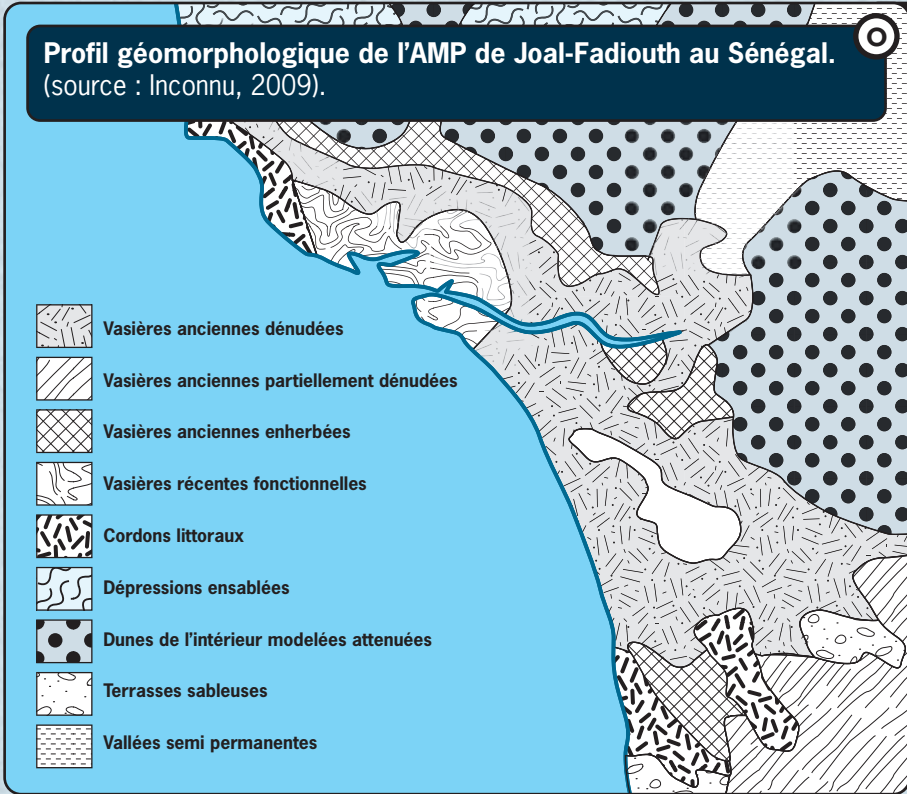 Profil géomorphologique de l'AMP de Joal-Fadiouth au Sénégal.
(source : Inconnu, 2009).
Vasières anciennes dénudées
Vasières anciennes partiellement dénudées
Vasières anciennes enherbées
Vasières récentes fonctionnelles
Cordons littoraux
Dépressions ensablées
Dunes de l'intérieur modelées attenuées
Terrasses sableuses
Vallées semi permanentes